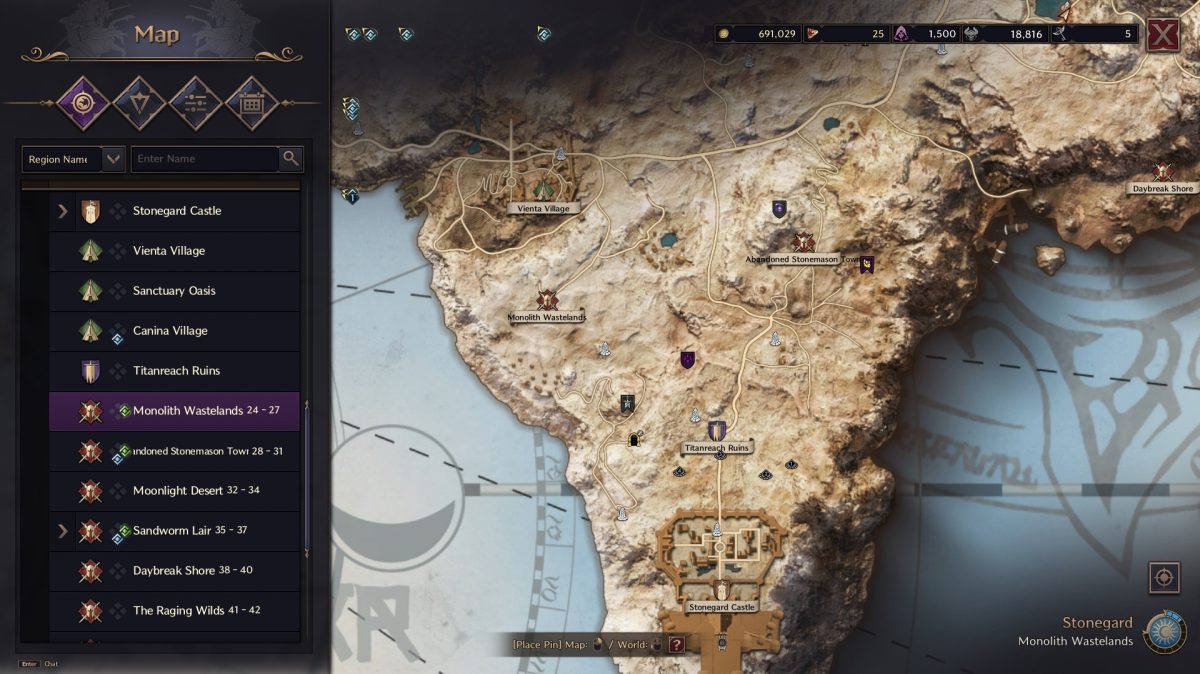 Map
691,029
25
1,500
18,816
5
Region Name
Enter Name
Stonegard Castle
Vienta Village
Sanctuary Oasis
Canina Village
Titanreach Ruins
Monolith Wastelands 24 - 27
andoned Stonemason Towr 28 - 31
Moonlight Desert 32 - 34
Sandworm Lair 35 - 37
Daybreak Shore 38 - 40
The Raging Wilds 41 - 42
Enter Chat
Daybreak Shore
Vienta Village
Abandoned Stonemason Town
Monolith Wastelands
Titanreach Ruins
Stonegard Castle
[Place Pin] Map: / World: ?
Stonegard
Monolith Wastelands